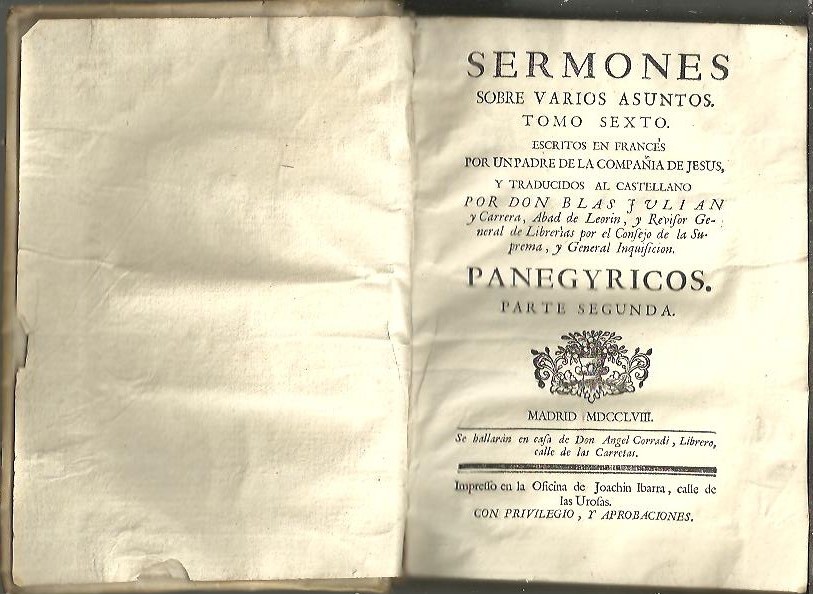 SERMONES
SOBRE VARIOS ASUNTOS.
TOMO SEXTO.
ESCRITOS EN FRANCÉS
POR UN PADRE DE LA COMPAÑIA DE JESUS,
Y TRADUCIDOS AL CASTELLANO
POR DON BLAS JULIAN
y Carrera, Abad de Leorin, y Revisor Ge-
neral de Librerìas por el Consejo de la Su-
prema, y General Inquisicion.
PANEGYRICOS.
PARTE SEGUNDA.
MADRID MDCCLVIII.
Se hallaràn en casa de Don Angel Corradi, Librero,
calle de las Carretas.
Impresso en la Oficina de Joachin Ibarra, calle de
las Urosas.
CON PRIVILEGIO, Y APROBACIONES.